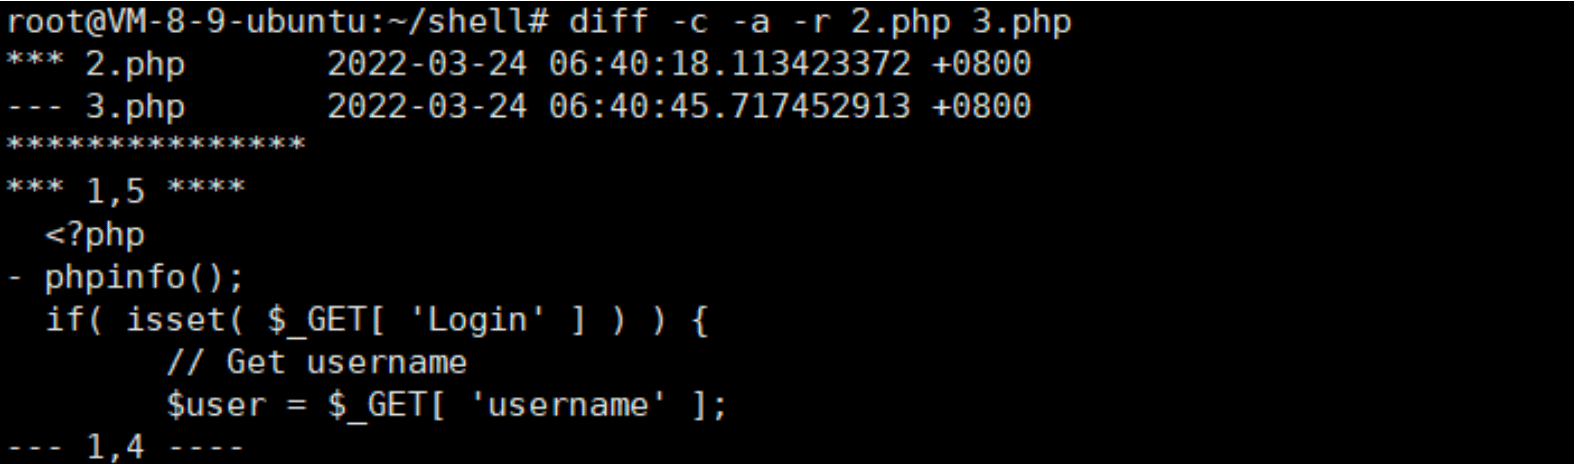 root@VM-8-9-ubuntu:~/shell# diff -c -a -r 2.php 3.php
*** 2.php       2022-03-24 06:40:18.113423372 +0800
--- 3.php       2022-03-24 06:40:45.717452913 +0800
***************
*** 1,5 ****
  <?php
- phpinfo();
  if( isset( $_GET[ 'Login' ] ) ) {
        // Get username
        $user = $_GET[ 'username' ];
--- 1,4 ----